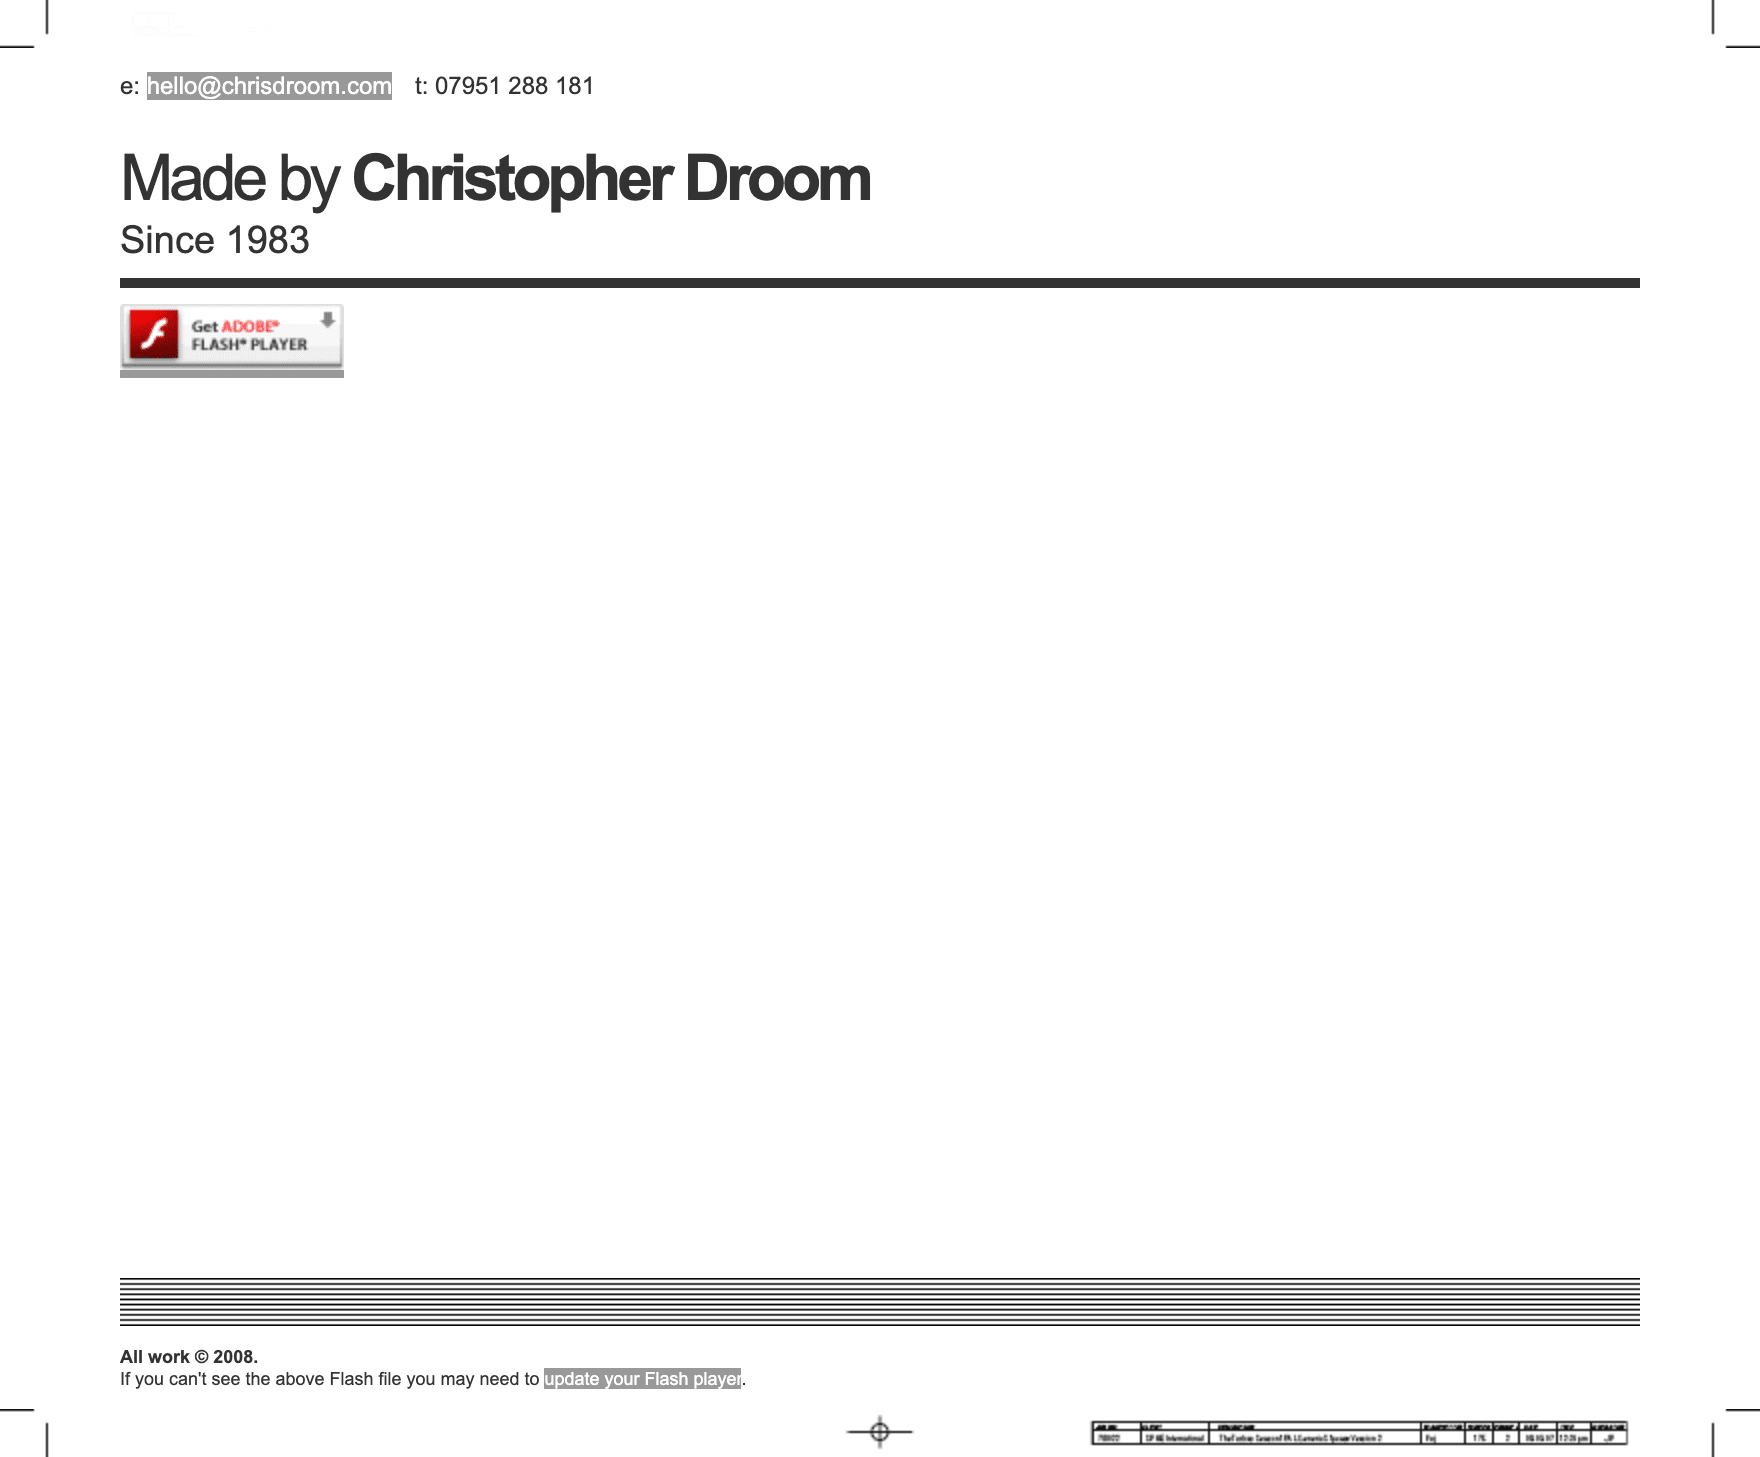 e: hello@chrisdroom.com t: 07951 288 181
Made by Christopher Droom
Since 1983
Get ADOBE®
FLASH® PLAYER
All work © 2008.
If you can't see the above Flash file you may need to update your Flash player.